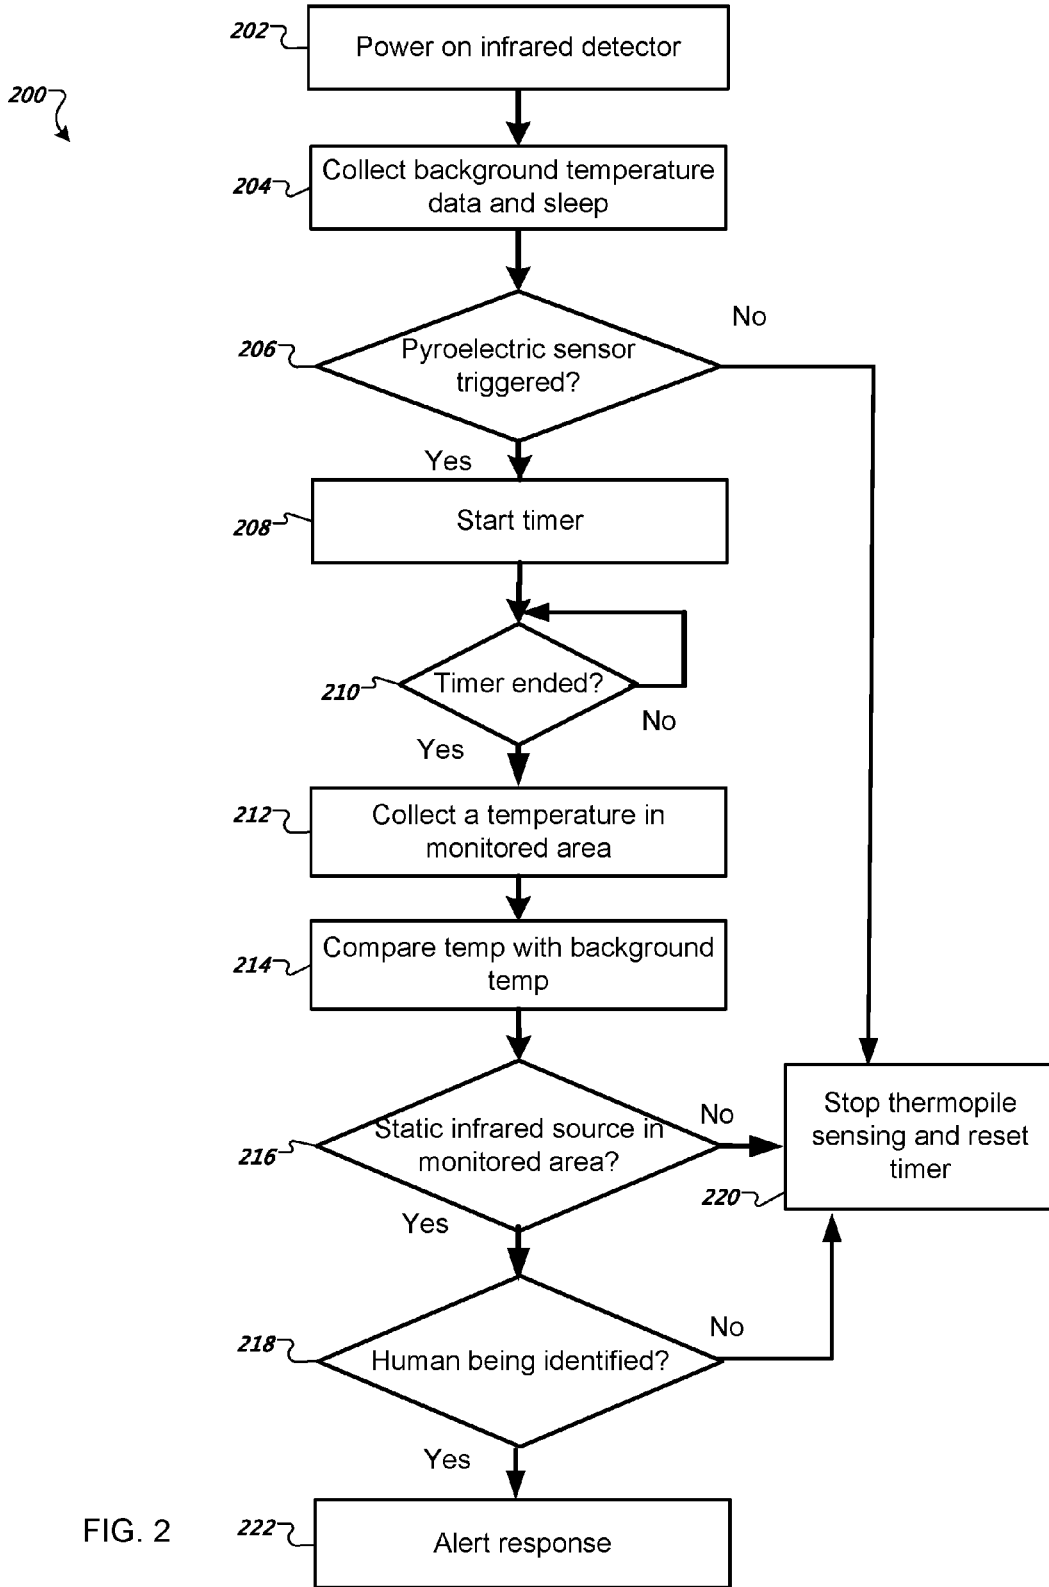 202
Power on infrared detector
200
204
Collect background temperature
data and sleep
No
206
Pyroelectric sensor
triggered?
Yes
208
Start timer
210
Timer ended?
No
Yes
212
Collect a temperature in
monitored area
214
Compare temp with background
temp
216
Static infrared source in
monitored area?
No
Stop thermopile
sensing and reset
timer
220
Yes
218
Human being identified?
No
Yes
222
Alert response
FIG. 2